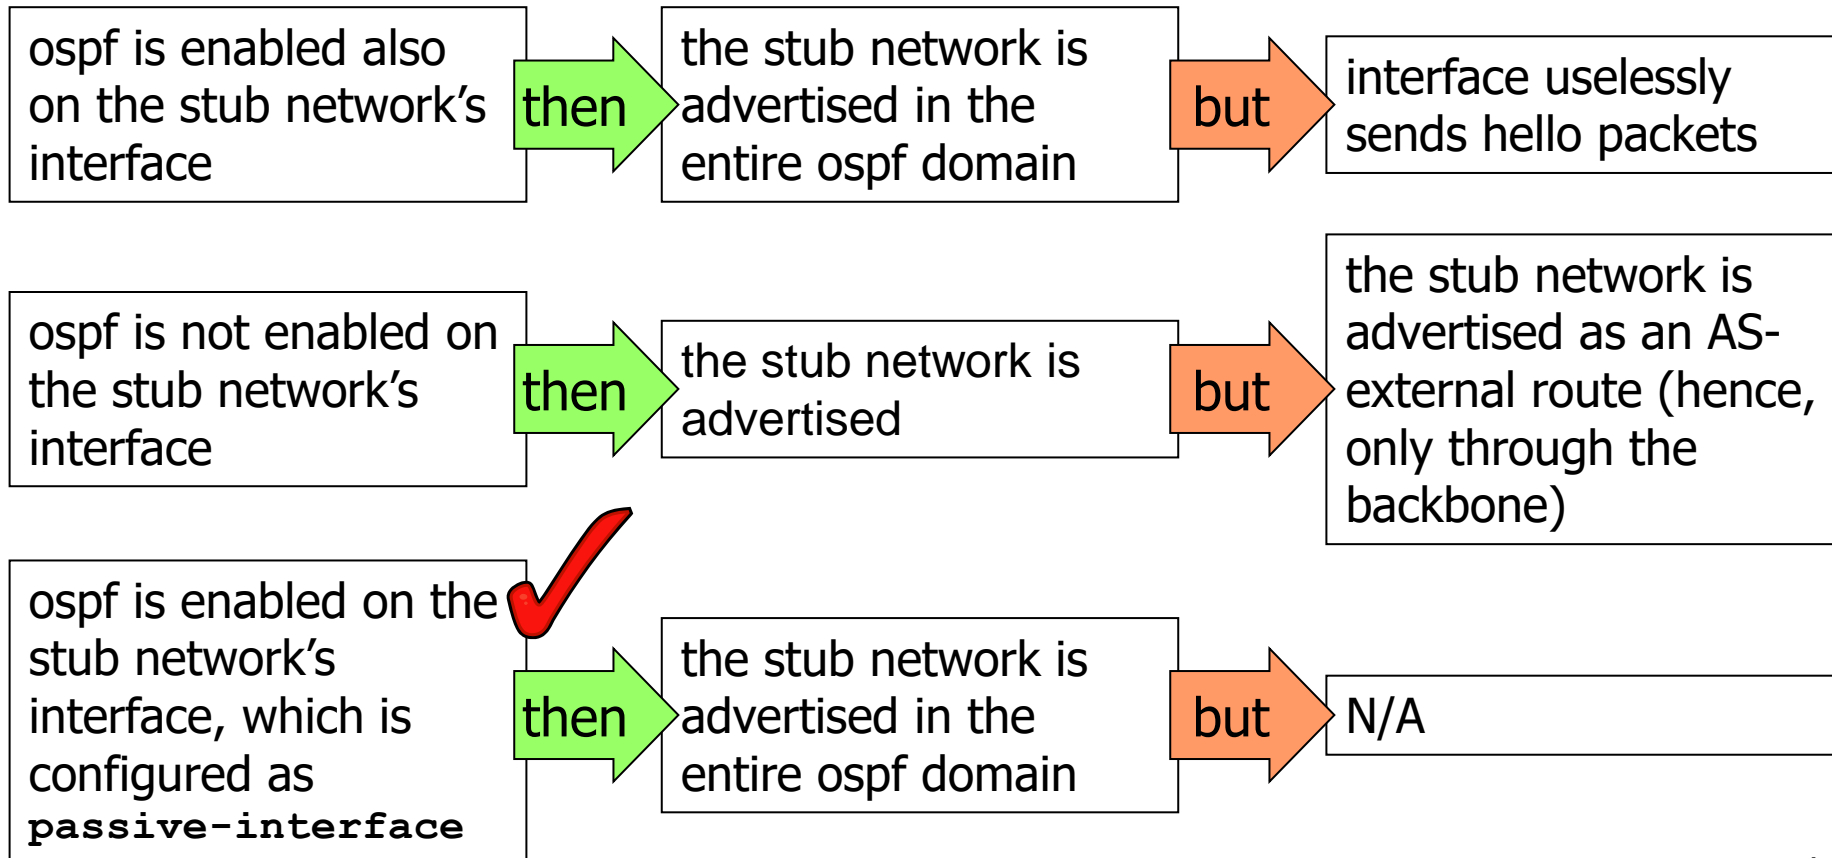 ospf is enabled also
on the stub network’s
interface
then
the stub network is
advertised in the
entire ospf domain
but
interface uselessly
sends hello packets
ospf is not enabled on
the stub network’s
interface
then
the stub network is
advertised
but
the stub network is
advertised as an AS-
external route (hence,
only through the
backbone)
ospf is enabled on the
stub network’s
interface, which is
configured as
passive-interface
then
the stub network is
advertised in the
entire ospf domain
but
N/A